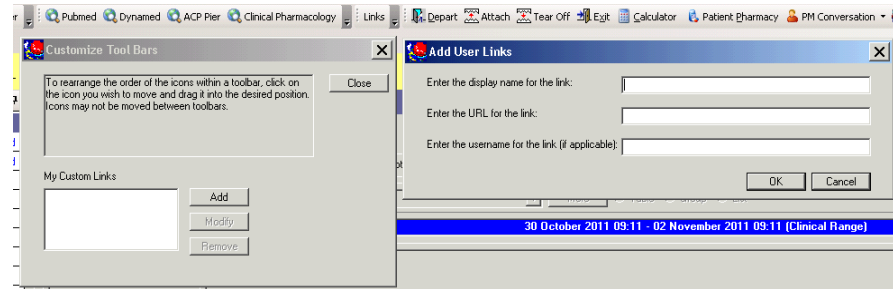 Pubmed Dynamed ACP Pier Clinical Pharmacology Links Depart Attach Tear Off Exit Calculator Patient Pharmacy PM Conversation
Customize Tool Bars
To rearrange the order of the icons within a toolbar, click on
the icon you wish to move and drag it into the desired position.
Icons may not be moved between toolbars.
Close
My Custom Links
Add
Modify
Remove
Add User Links
Enter the display name for the link:
Enter the URL for the link:
Enter the username for the link (if applicable):
OK Cancel
30 October 2011 09:11 - 02 November 2011 09:11 (Clinical Range)